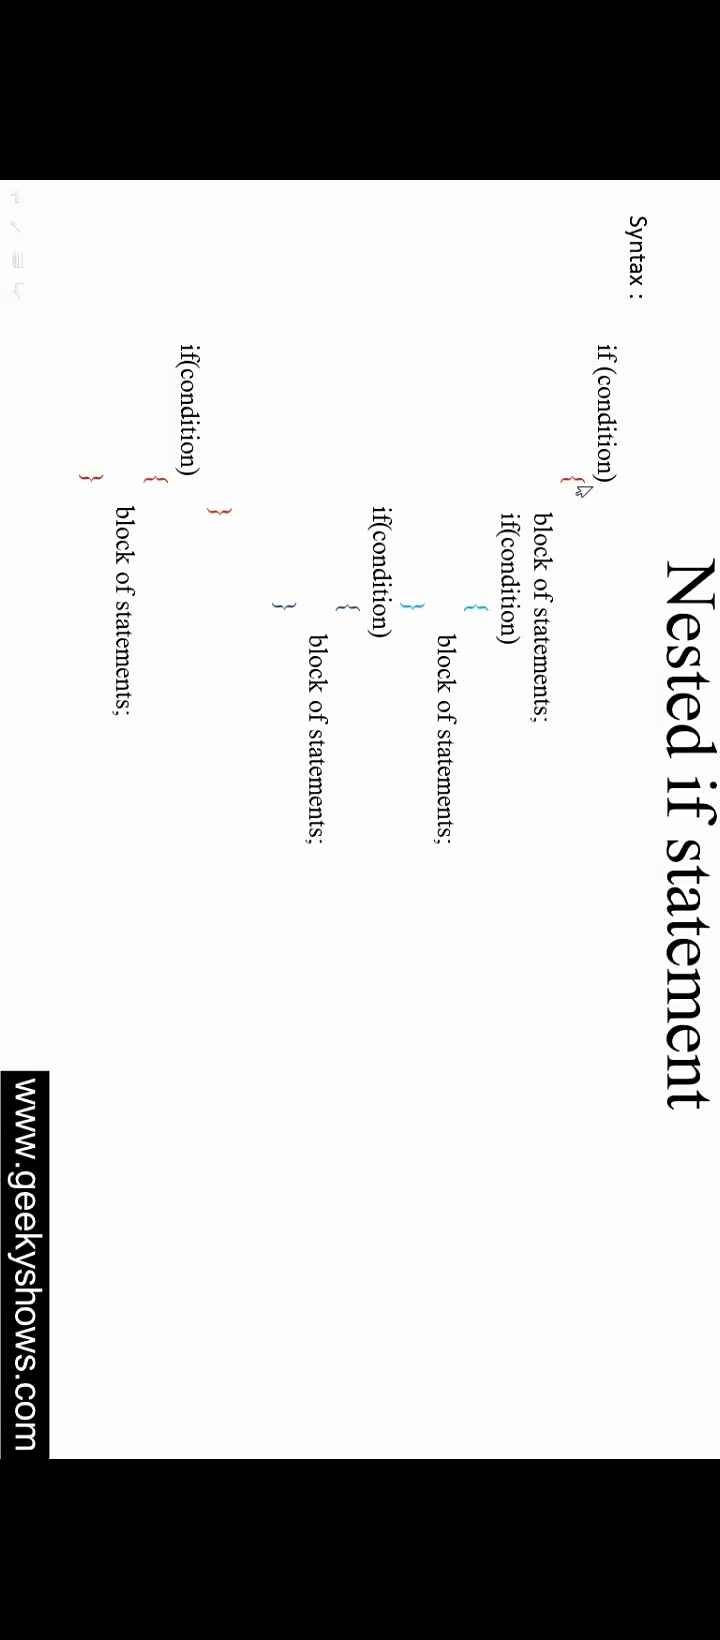 Nested if statement
Syntax :
if (condition)
{
block of statements;
if(condition)
{
block of statements;
}
if(condition)
{
block of statements;
}
}
if(condition)
{
block of statements;
}
www.geekyshows.com